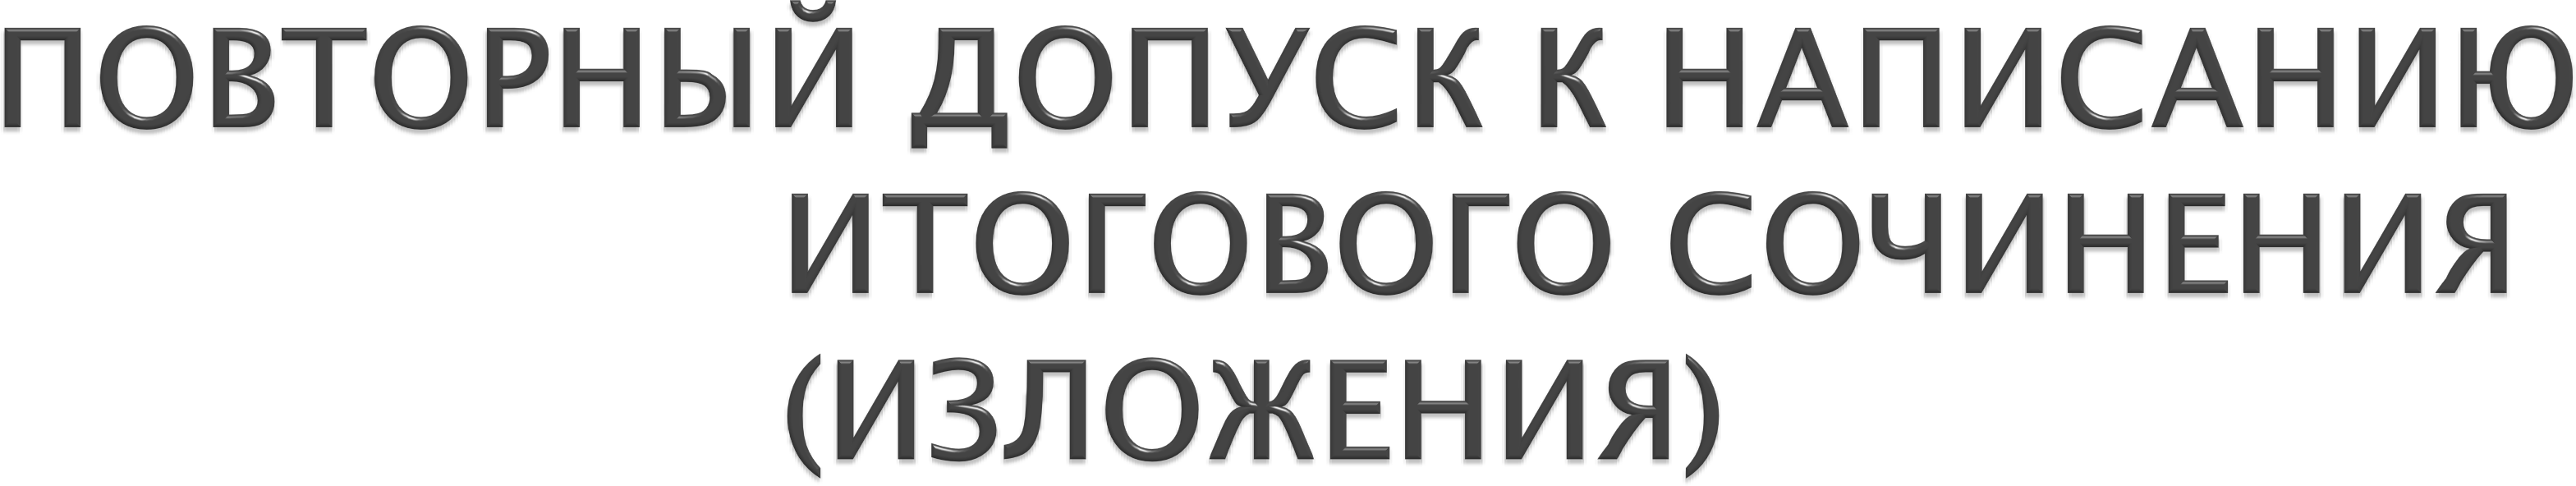 ПОВТОРНЫЙ ДОПУСК К НАПИСАНИЮ
ИТОГОВОГО СОЧИНЕНИЯ
(ИЗЛОЖЕНИЯ)